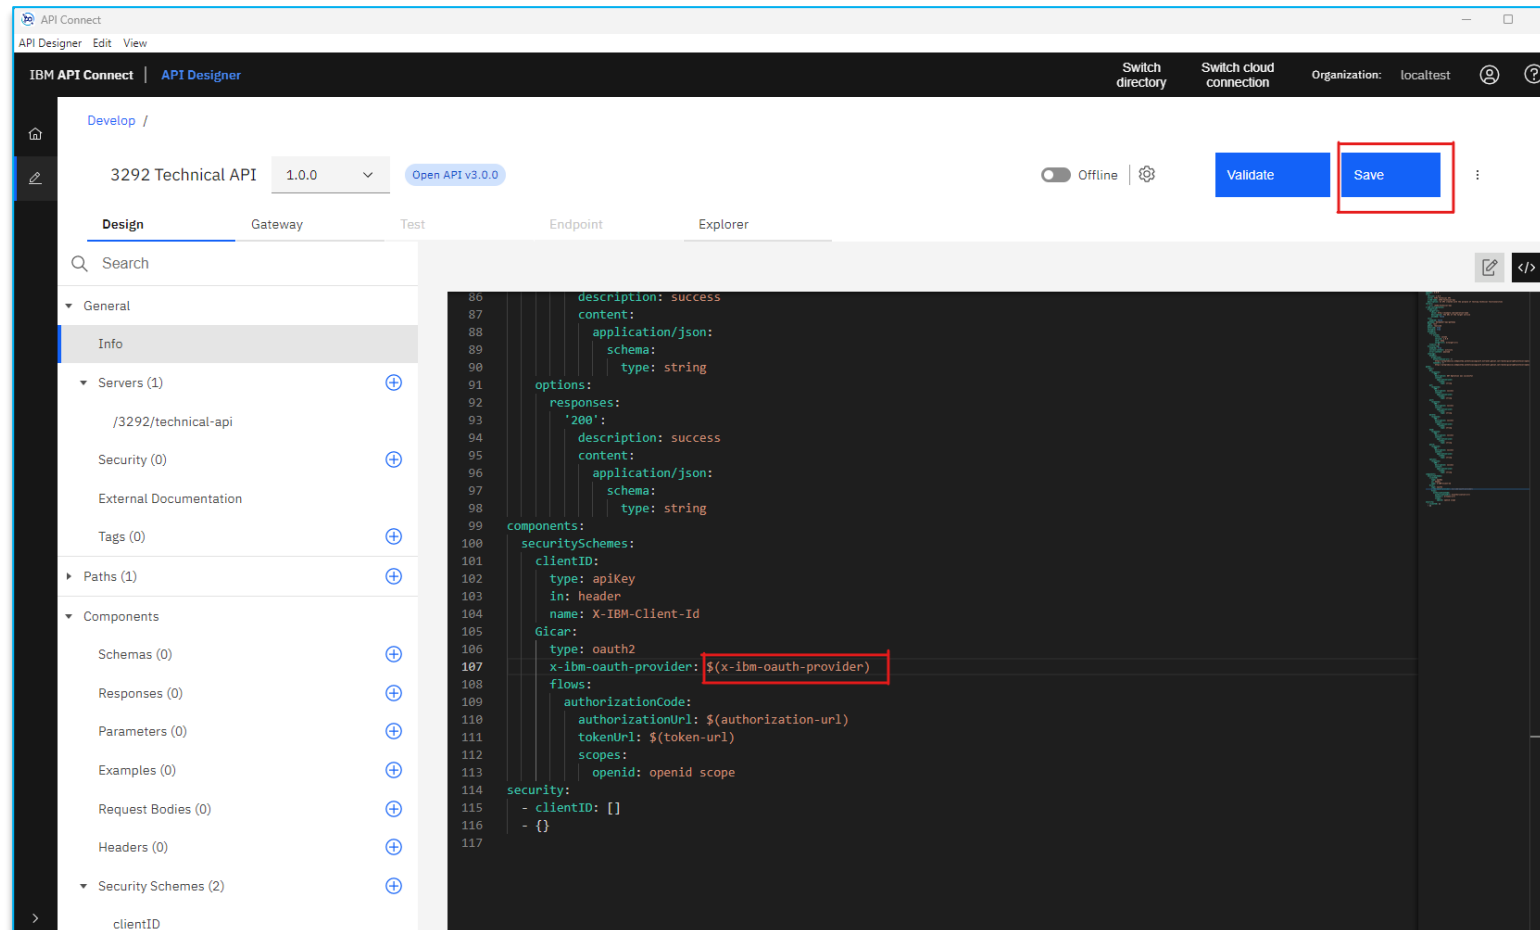 API Connect
API Designer Edit View
IBM API Connect | API Designer
Switch directory
Switch cloud connection
Organization: localtest
Develop /
3292 Technical API 1.0.0 Open API v3.0.0
Offline
Validate
Save
Design Gateway Test Endpoint Explorer
Search
General
Info
Servers (1)
/3292/technical-api
Security (0)
External Documentation
Tags (0)
Paths (1)
Components
Schemas (0)
Responses (0)
Parameters (0)
Examples (0)
Request Bodies (0)
Headers (0)
Security Schemes (2)
clientID
</>
86 description: success
87 content:
88 application/json:
89 schema:
90 type: string
91 options:
92 responses:
93 '200':
94 description: success
95 content:
96 application/json:
97 schema:
98 type: string
99 components:
100 securitySchemes:
101 clientID:
102 type: apiKey
103 in: header
104 name: X-IBM-Client-Id
105 Gicar:
106 type: oauth2
107 x-ibm-oauth-provider: $(x-ibm-oauth-provider)
108 flows:
109 authorizationCode:
110 authorizationUrl: $(authorization-url)
111 tokenUrl: $(token-url)
112 scopes:
113 openid: openid scope
114 security:
115 - clientID: []
116 - {}
117